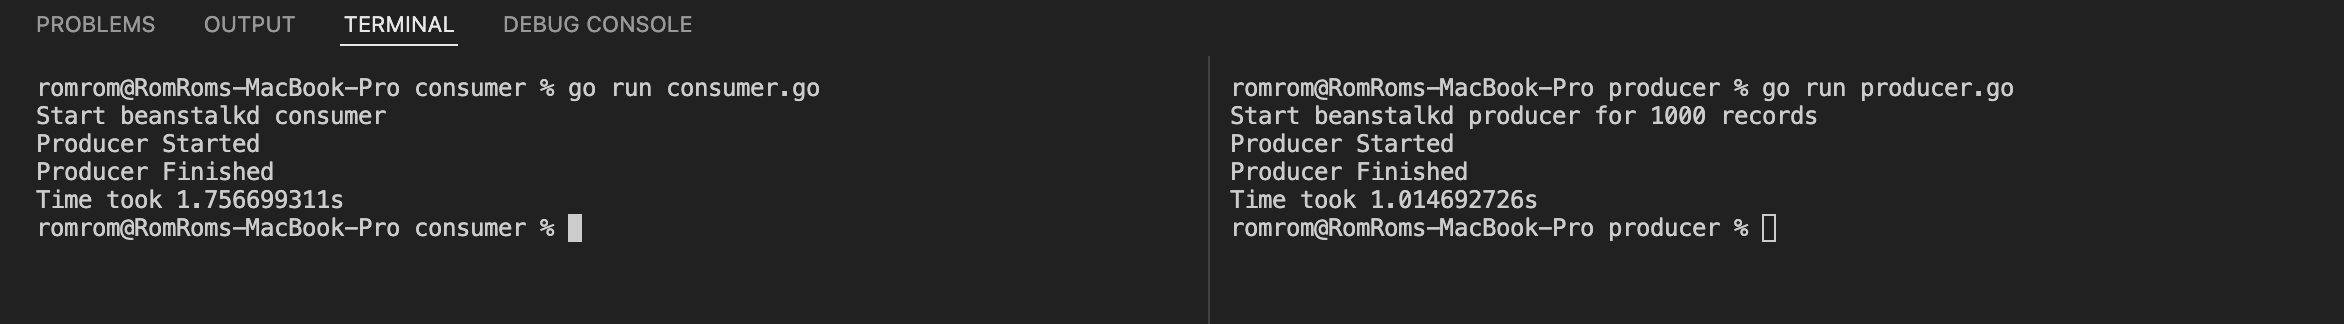 PROBLEMS OUTPUT TERMINAL DEBUG CONSOLE
romrom@RomRoms-MacBook-Pro consumer % go run consumer.go
Start beanstalkd consumer
Producer Started
Producer Finished
Time took 1.756699311s
romrom@RomRoms-MacBook-Pro consumer %
romrom@RomRoms-MacBook-Pro producer % go run producer.go
Start beanstalkd producer for 1000 records
Producer Started
Producer Finished
Time took 1.014692726s
romrom@RomRoms-MacBook-Pro producer %